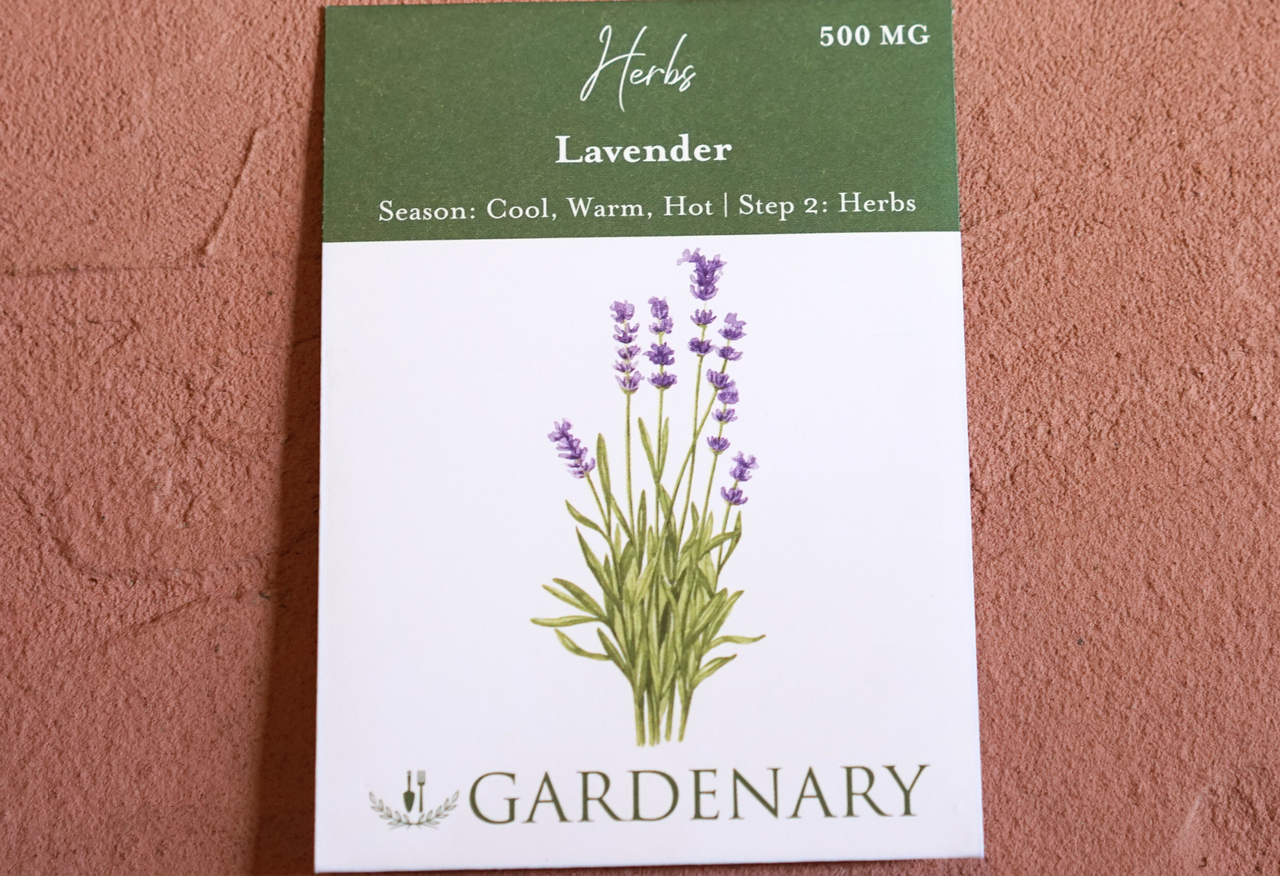 Herbs
500 MG
Lavender
Season: Cool, Warm, Hot | Step 2: Herbs
GARDENARY